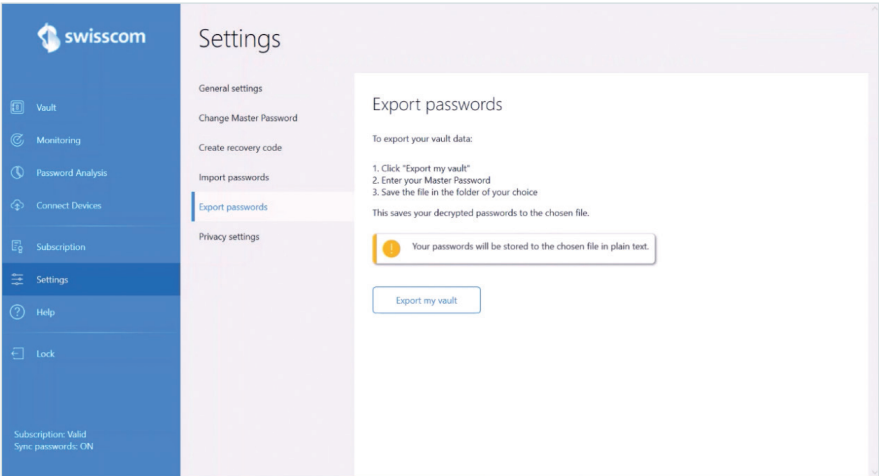 swisscom
Vault
Monitoring
Password Analysis
Connect Devices
Subscription
Settings
Help
Lock
Subscription: Valid
Sync passwords: ON
Settings
General settings
Change Master Password
Create recovery code
Import passwords
Export passwords
Privacy settings
Export passwords
To export your vault data:
1. Click "Export my vault"
2. Enter your Master Password
3. Save the file in the folder of your choice
This saves your decrypted passwords to the chosen file.
Your passwords will be stored to the chosen file in plain text.
Export my vault